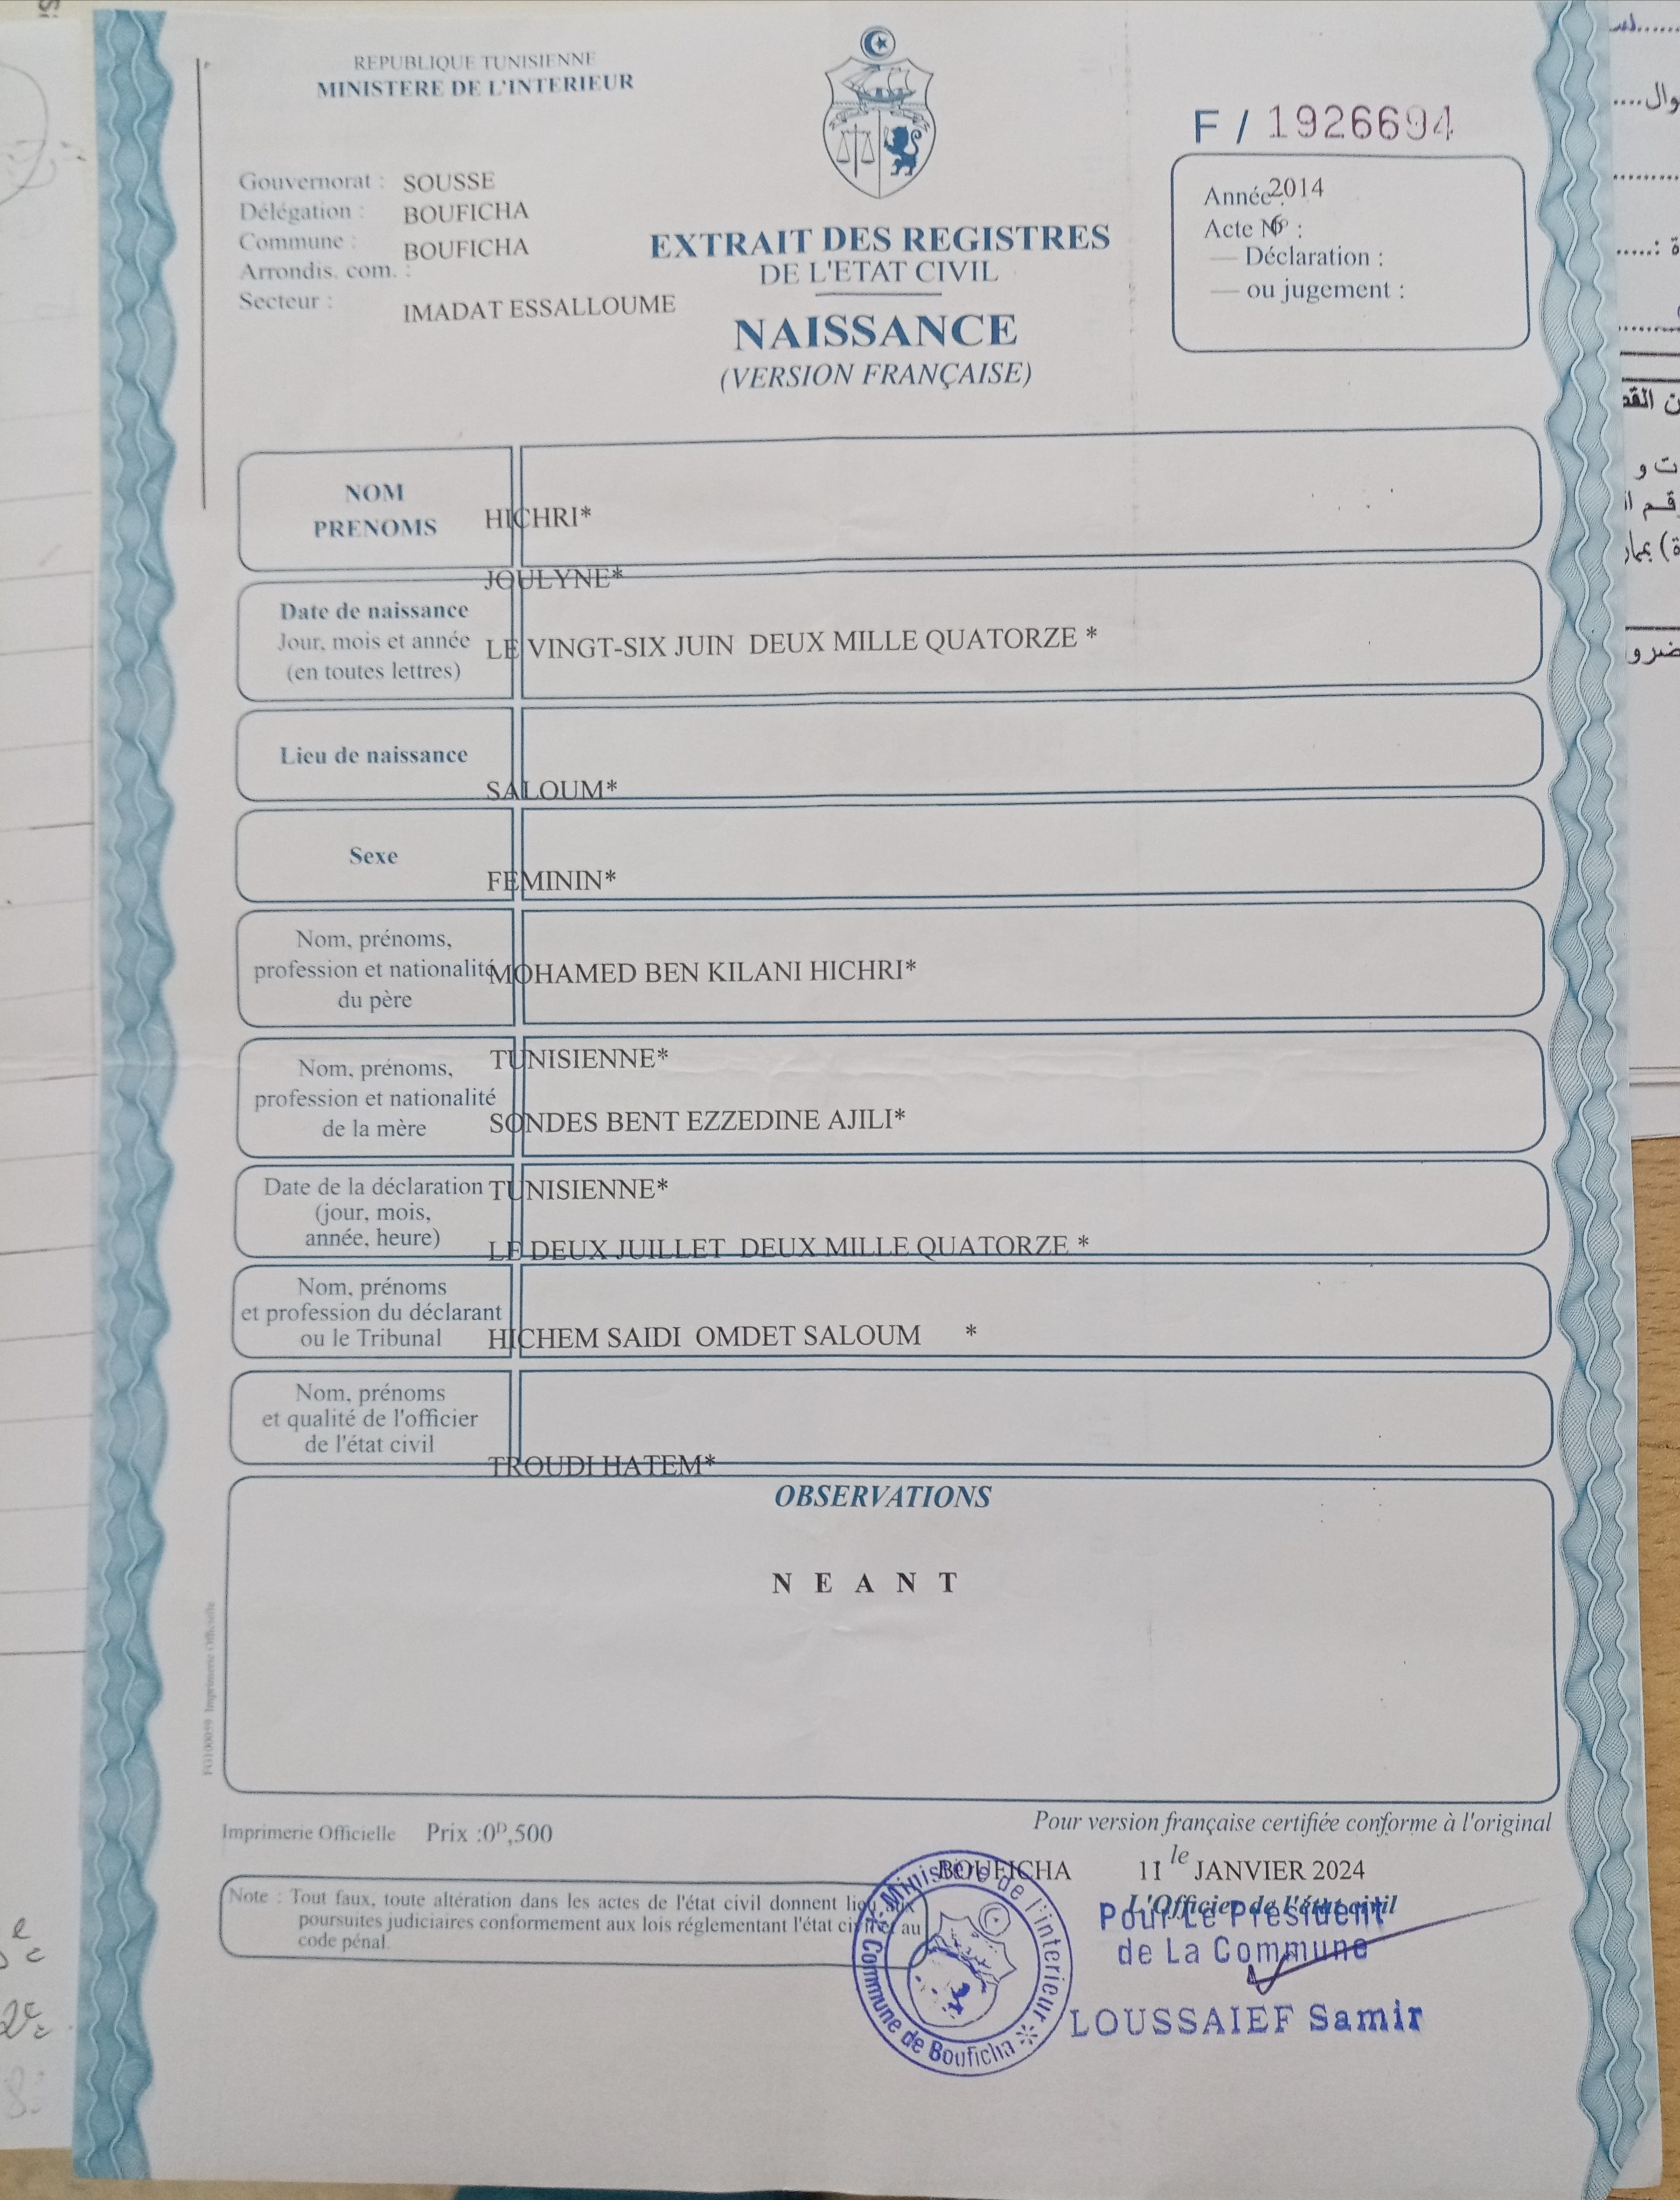 REPUBLIQUE TUNISIENNE
MINISTERE DE L'INTERIEUR
F / 1926694
Gouvernorat : SOUSSE
Délégation : BOUFICHA
Commune : BOUFICHA
Arrondis. com. :
Secteur : IMADAT ESSALLOUME
EXTRAIT DES REGISTRES
DE L'ETAT CIVIL
NAISSANCE
(VERSION FRANÇAISE)
Année : 2014
Acte N° : 6
— Déclaration :
— ou jugement :
NOM
PRENOMS
HICHRI*
JOULYNE*
Date de naissance
Jour, mois et année
(en toutes lettres)
LE VINGT-SIX JUIN DEUX MILLE QUATORZE *
Lieu de naissance
SALOUM*
Sexe
FEMININ*
Nom, prénoms,
profession et nationalité
du père
MOHAMED BEN KILANI HICHRI*
TUNISIENNE*
Nom, prénoms,
profession et nationalité
de la mère
SONDES BENT EZZEDINE AJILI*
TUNISIENNE*
Date de la déclaration
(jour, mois,
année, heure)
LE DEUX JUILLET DEUX MILLE QUATORZE *
Nom, prénoms
et profession du déclarant
ou le Tribunal
HICHEM SAIDI OMDET SALOUM *
Nom, prénoms
et qualité de l'officier
de l'état civil
TROUDI HATEM*
OBSERVATIONS
N E A N T
FG100059 Imprimerie Officielle
Imprimerie Officielle Prix :0D,500
Pour version française certifiée conforme à l'original
BOUFICHA le 11 JANVIER 2024
L'Officier de l'état civil
Note : Tout faux, toute altération dans les actes de l'état civil donnent lieu aux
poursuites judiciaires conformement aux lois réglementant l'état civil et au
code pénal.
Ministère de l'interieur
Commune de Bouficha
Pour Le Président
de La Commune
LOUSSAIEF Samir